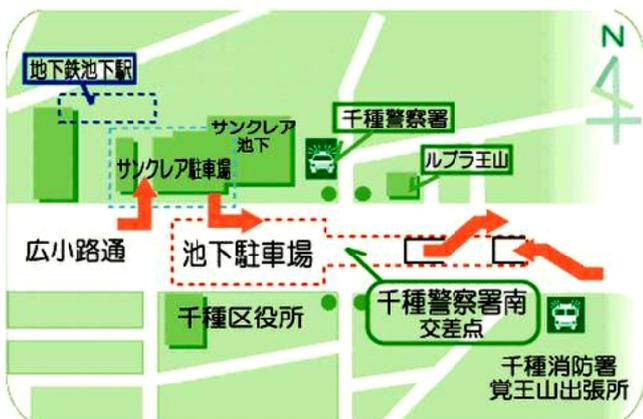 N
地下鉄池下駅
サンクレア
池下
千種警察署
サンクレア駐車場
ルプラ王山
広小路通
池下駐車場
千種区役所
千種警察署南
交差点
千種消防署
覚王山出張所